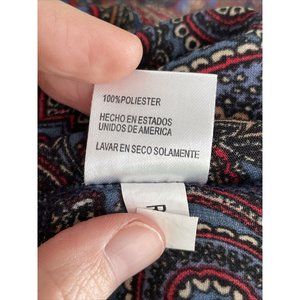 100%POLIESTER
HECHO EN ESTADOS
UNIDOS DE AMERICA
LAVAR EN SECO SOLAMENTE